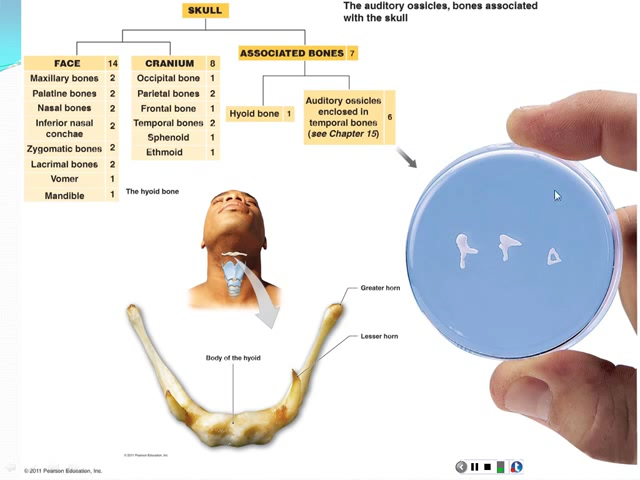 SKULL
The auditory ossicles, bones associated
with the skull
FACE 14
Maxillary bones 2
Palatine bones 2
Nasal bones 2
Inferior nasal
conchae 2
Zygomatic bones 2
Lacrimal bones 2
Vomer 1
Mandible 1
CRANIUM 8
Occipital bone 1
Parietal bones 2
Frontal bone 1
Temporal bones 2
Sphenoid 1
Ethmoid 1
ASSOCIATED BONES 7
Hyoid bone 1
Auditory ossicles
enclosed in
temporal bones
(see Chapter 15) 6
The hyoid bone
Greater horn
Lesser horn
Body of the hyoid
© 2011 Pearson Education, Inc.
© 2011 Pearson Education, Inc.